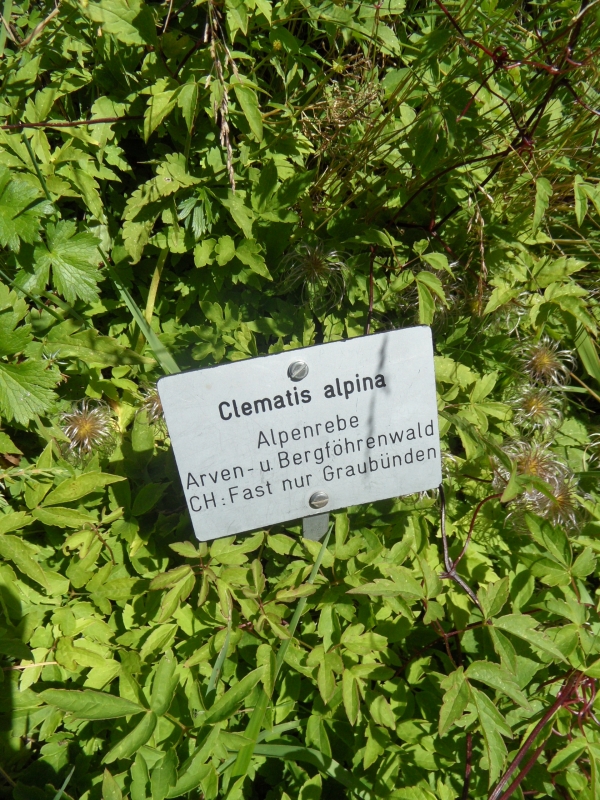 Clematis alpina
Alpenrebe
Arven- u. Bergföhrenwald
CH: Fast nur Graubünden